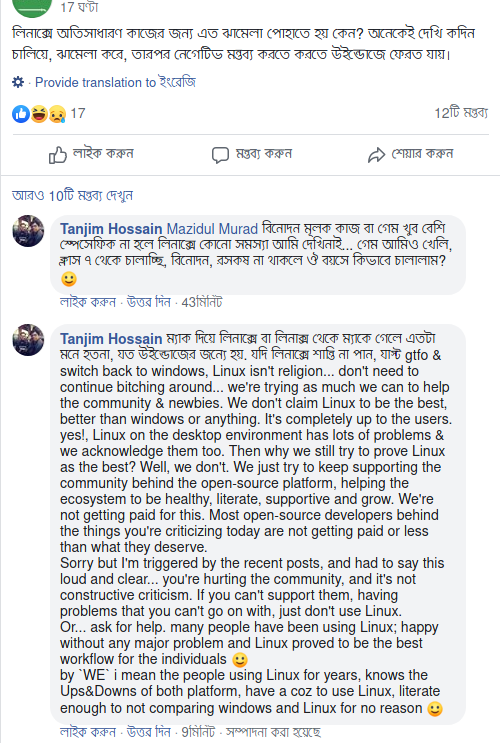 17 ঘণ্টা
লিনাক্সে অতিসাধারণ কাজের জন্য এত ঝামেলা পোহাতে হয় কেন? অনেকেই দেখি কদিন
চালিয়ে, ঝামেলা করে, তারপর নেগেটিভ মন্তব্য করতে করতে উইন্ডোজে ফেরত যায়।
· Provide translation to ইংরেজি
17
12টি মন্তব্য
লাইক করুন
মন্তব্য করুন
শেয়ার করুন
আরও 10টি মন্তব্য দেখুন
Tanjim Hossain Mazidul Murad বিনোদন মূলক কাজ বা গেম খুব বেশি
স্পেসেফিক না হলে লিনাক্সে কোনো সমস্যা আমি দেখিনাই... গেম আমিও খেলি,
ক্লাস ৭ থেকে চালাচ্ছি, বিনোদন, রসকষ না থাকলে ঐ বয়সে কিভাবে চালালাম?
🙂
লাইক করুন · উত্তর দিন · 43মিনিট
Tanjim Hossain ম্যাক দিয়ে লিনাক্সে বা লিনাক্স থেকে ম্যাকে গেলে এতটা
মনে হতনা, যত উইন্ডোজের জন্যে হয়. যদি লিনাক্সে শান্তি না পান, যাস্ট gtfo &
switch back to windows, Linux isn't religion... don't need to
continue bitching around... we're trying as much we can to help
the community & newbies. We don't claim Linux to be the best,
better than windows or anything. It's completely up to the users.
yes!, Linux on the desktop environment has lots of problems &
we acknowledge them too. Then why we still try to prove Linux
as the best? Well, we don't. We just try to keep supporting the
community behind the open-source platform, helping the
ecosystem to be healthy, literate, supportive and grow. We're
not getting paid for this. Most open-source developers behind
the things you're criticizing today are not getting paid or less
than what they deserve.
Sorry but I'm triggered by the recent posts, and had to say this
loud and clear... you're hurting the community, and it's not
constructive criticism. If you can't support them, having
problems that you can't go on with, just don't use Linux.
Or... ask for help. many people have been using Linux; happy
without any major problem and Linux proved to be the best
workflow for the individuals 🙂
by `WE` i mean the people using Linux for years, knows the
Ups&Downs of both platform, have a coz to use Linux, literate
enough to not comparing windows and Linux for no reason 🙂
লাইক করুন · উত্তর দিন · 9মিনিট · সম্পাদনা করা হয়েছে